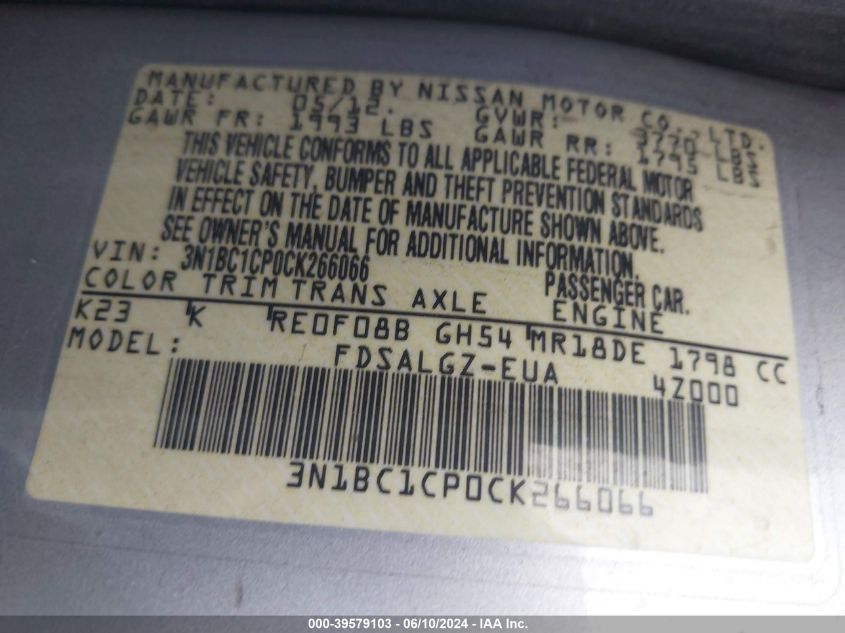 MANUFACTURED BY NISSAN MOTOR CO., LTD.
DATE: 05/12. GVWR: 3770 LBS
GAWR FR: 1993 LBS GAWR RR: 1795 LBS
THIS VEHICLE CONFORMS TO ALL APPLICABLE FEDERAL MOTOR
VEHICLE SAFETY, BUMPER AND THEFT PREVENTION STANDARDS
IN EFFECT ON THE DATE OF MANUFACTURE SHOWN ABOVE.
SEE OWNER'S MANUAL FOR ADDITIONAL INFORMATION.
VIN: 3N1BC1CP0CK266066 PASSENGER CAR.
COLOR TRIM TRANS AXLE ENGINE
K23 K RE0F08B GH54 MR18DE 1798 CC
MODEL: FDSALGZ-EUA 4Z000
3N1BC1CP0CK266066
000-39579103 - 06/10/2024 - IAA Inc.